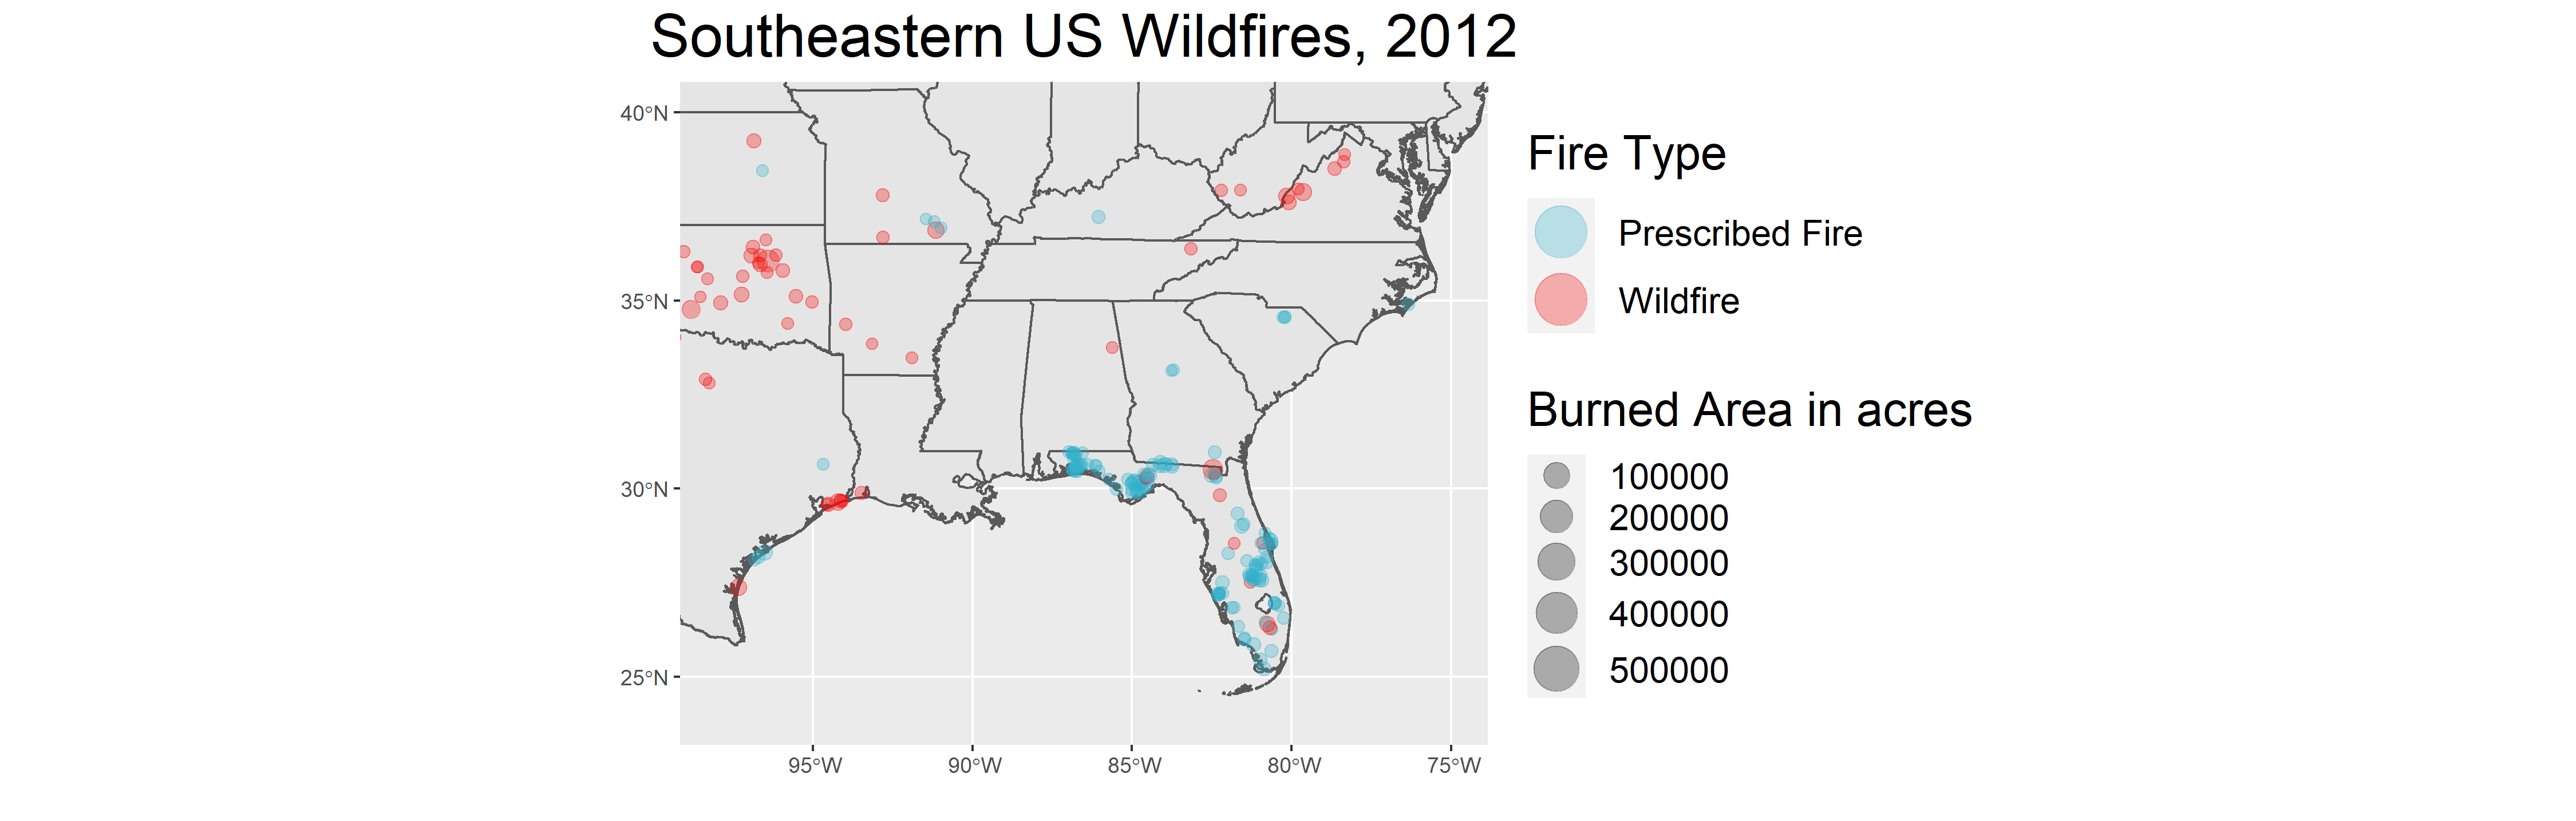 Southeastern US Wildfires, 2012
40°N
35°N
30°N
25°N
95°W
90°W
85°W
80°W
75°W
Fire Type
Prescribed Fire
Wildfire
Burned Area in acres
100000
200000
300000
400000
500000